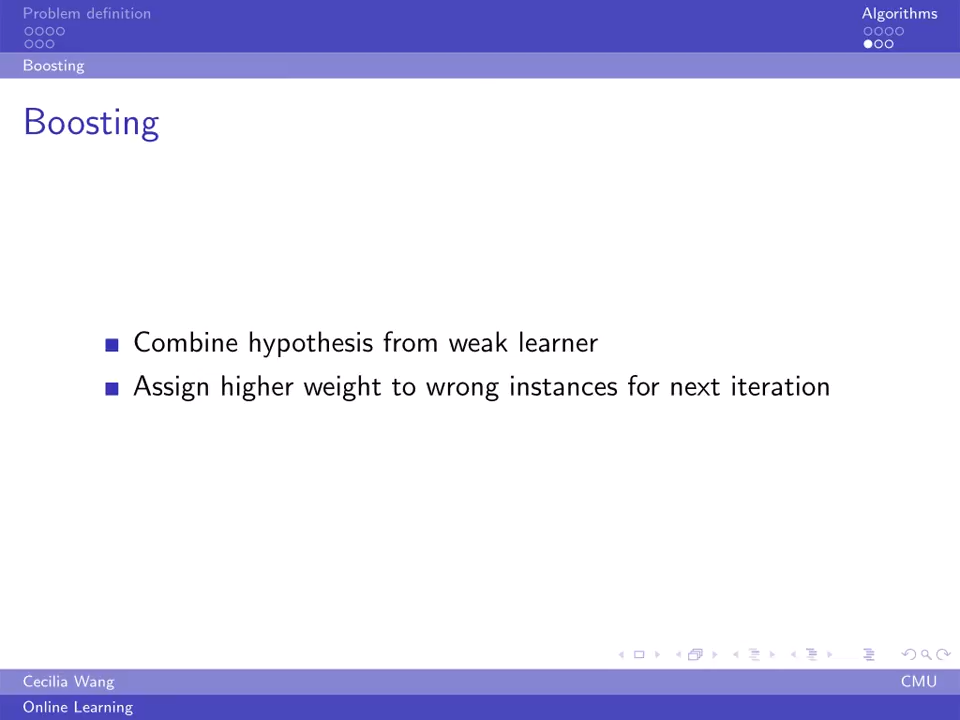 Problem definition
Algorithms
Boosting
Boosting
Combine hypothesis from weak learner
Assign higher weight to wrong instances for next iteration
Cecilia Wang
CMU
Online Learning